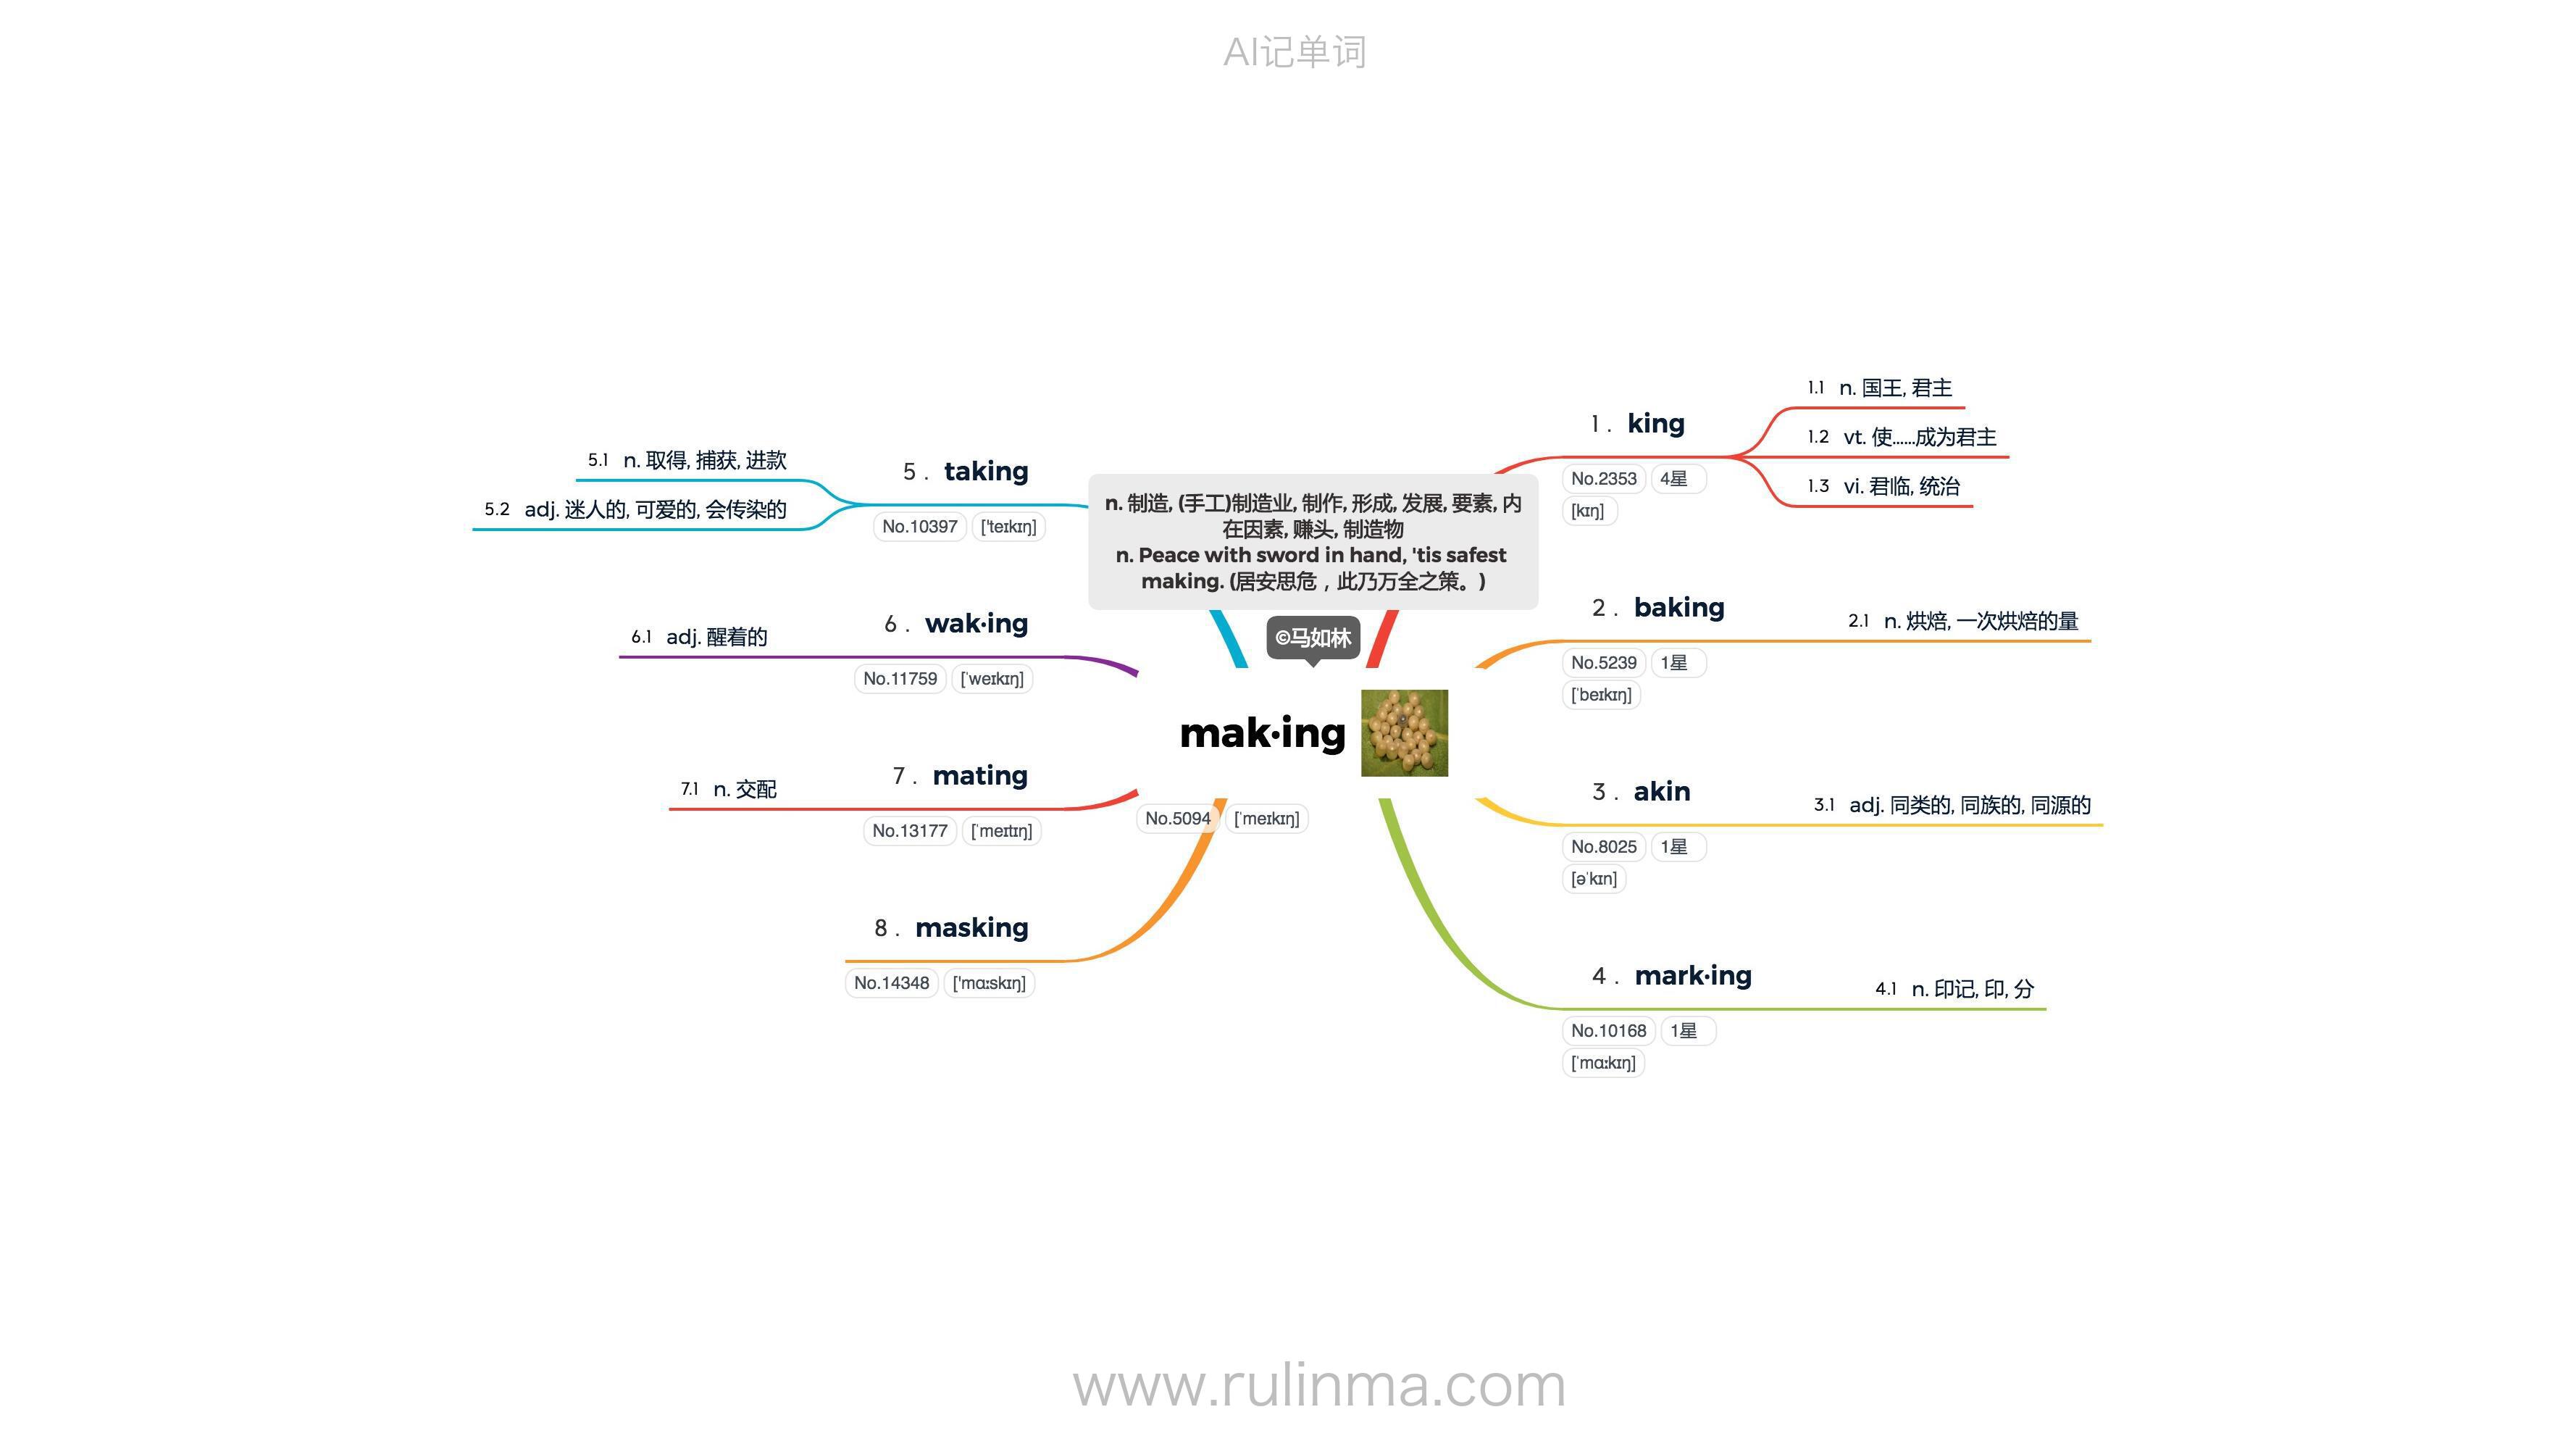 AI记单词
n. 制造, (手工)制造业, 制作, 形成, 发展, 要素, 内
在因素, 赚头, 制造物
n. Peace with sword in hand, 'tis safest
making. (居安思危，此乃万全之策。)
©马如林
mak·ing
No.5094 [ˈmeɪkɪŋ]
1 . king
No.2353 4星
[kɪŋ]
1.1 n. 国王, 君主
1.2 vt. 使......成为君主
1.3 vi. 君临, 统治
2 . baking
No.5239 1星
[ˈbeɪkɪŋ]
2.1 n. 烘焙, 一次烘焙的量
3 . akin
No.8025 1星
[əˈkɪn]
3.1 adj. 同类的, 同族的, 同源的
4 . mark·ing
No.10168 1星
[ˈmɑːkɪŋ]
4.1 n. 印记, 印, 分
5 . taking
No.10397 ['teɪkɪŋ]
5.1 n. 取得, 捕获, 进款
5.2 adj. 迷人的, 可爱的, 会传染的
6 . wak·ing
No.11759 [ˈweɪkɪŋ]
6.1 adj. 醒着的
7 . mating
No.13177 [ˈmeɪtɪŋ]
7.1 n. 交配
8 . masking
No.14348 ['mɑːskɪŋ]
www.rulinma.com